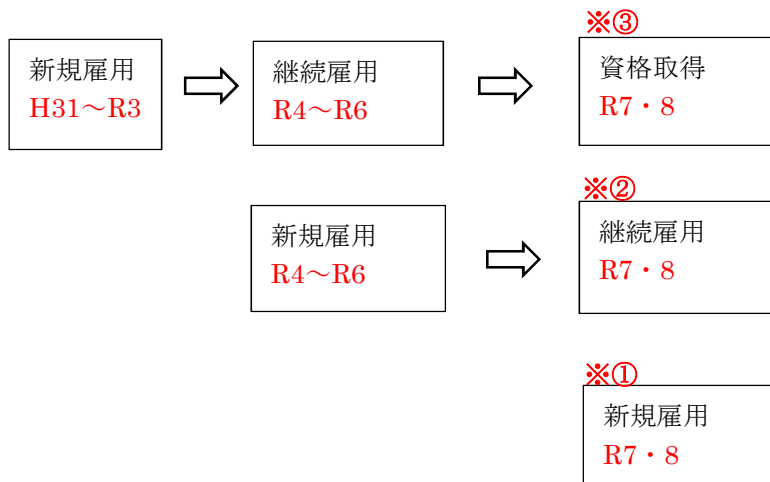 ※③
新規雇用
H31～R3
継続雇用
R4～R6
資格取得
R7・8
※②
新規雇用
R4～R6
継続雇用
R7・8
※①
新規雇用
R7・8